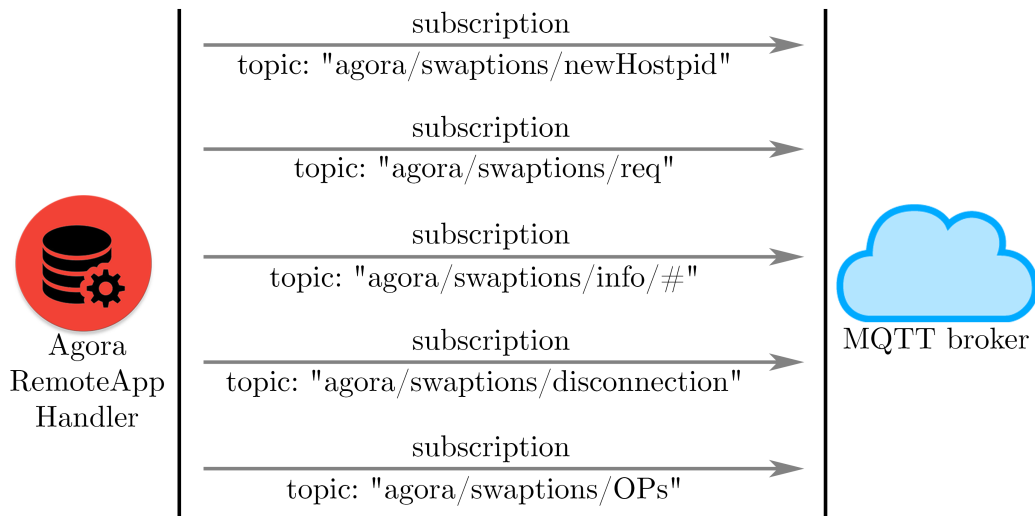 subscription
topic: "agora/swaptions/newHostpid"
subscription
topic: "agora/swaptions/req"
subscription
topic: "agora/swaptions/info/#"
subscription
topic: "agora/swaptions/disconnection"
subscription
topic: "agora/swaptions/OPs"
Agora
RemoteApp
Handler
MQTT broker